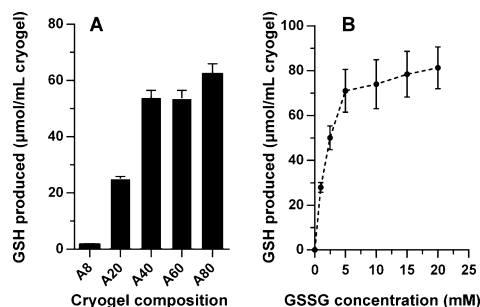 A
GSH produced (µmol/mL cryogel)
80
60
40
20
0
A8
A20
A40
A60
A80
Cryogel composition
B
GSH produced (µmol/mL cryogel)
100
80
60
40
20
0
0
5
10
15
20
25
GSSG concentration (mM)